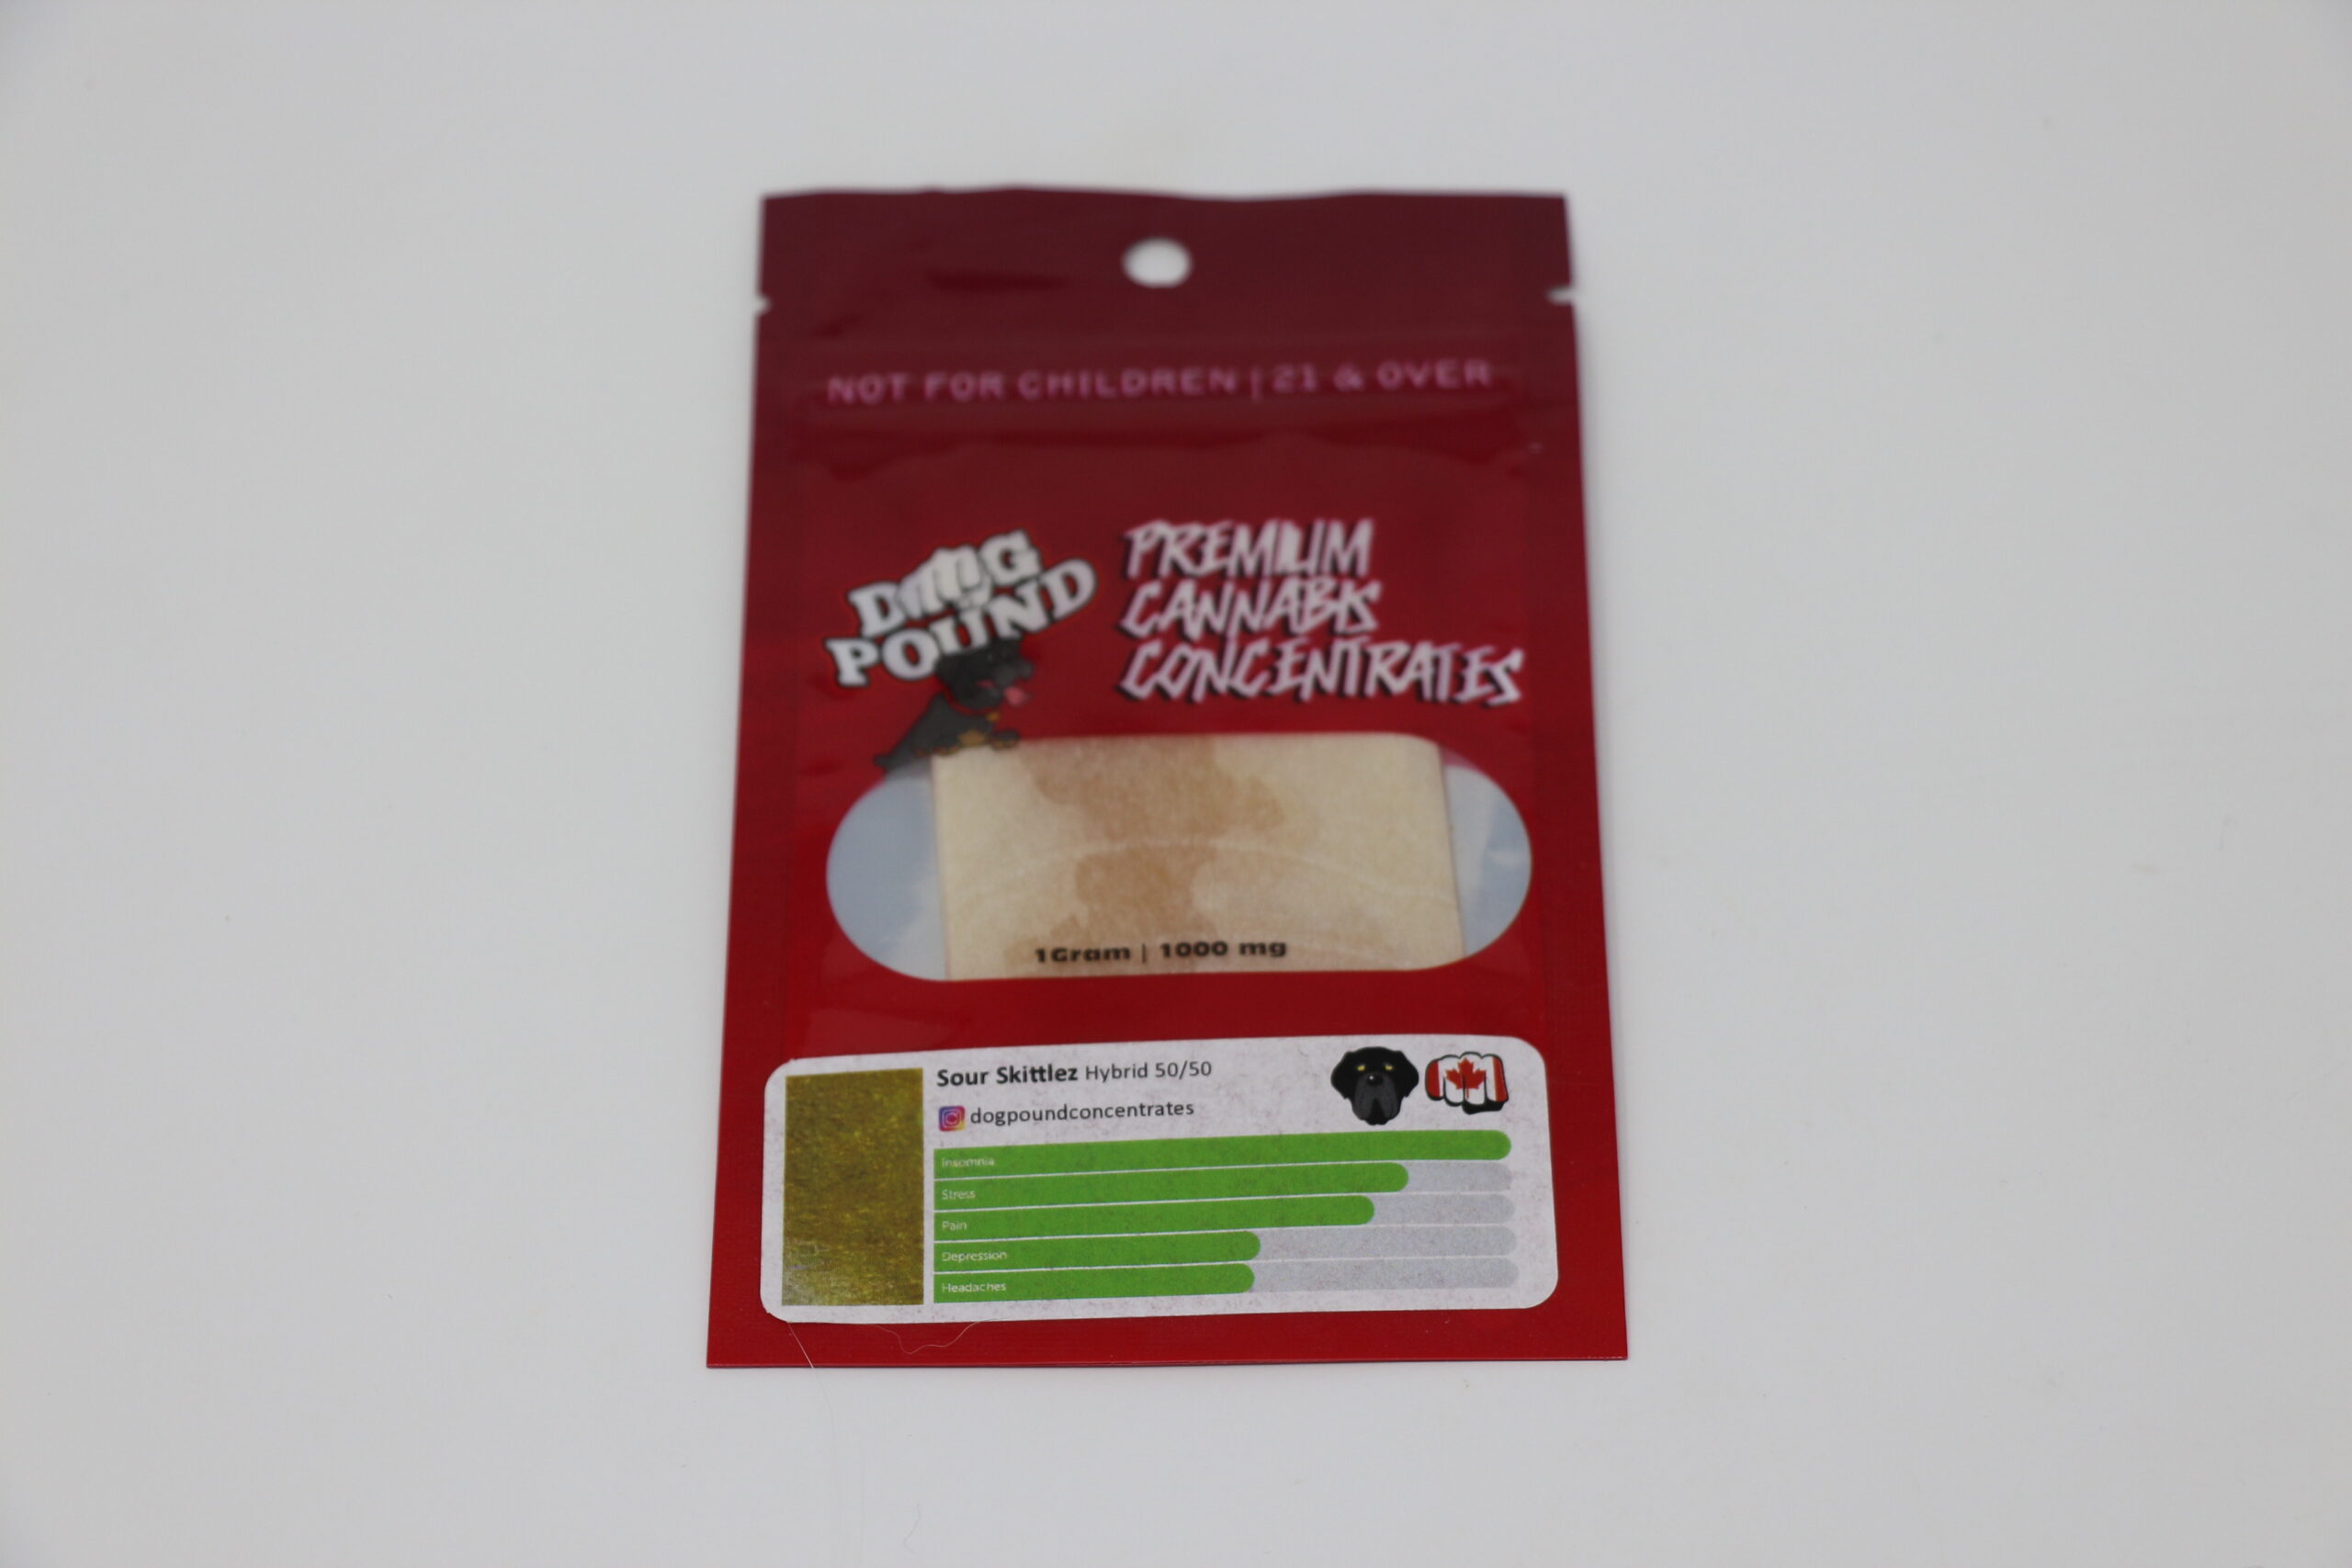 NOT FOR CHILDREN | 21 & OVER
DOG
POUND
PREMIUM
CANNABIS
CONCENTRATES
1Gram | 1000 mg
Sour Skittlez Hybrid 50/50
dogpoundconcentrates
Insomnia
Stress
Pain
Depression
Headaches